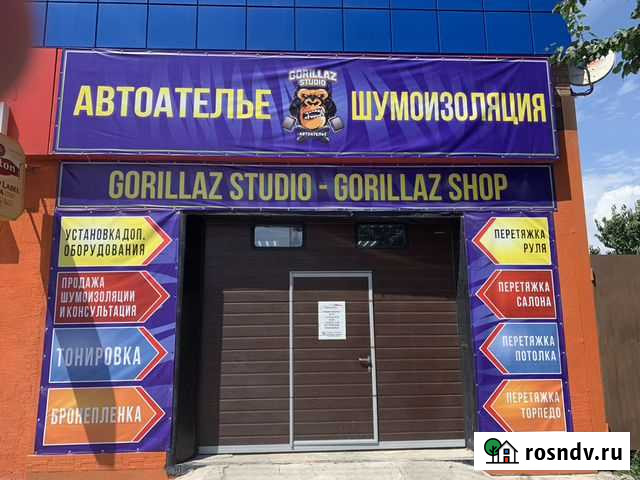 АВТОАТЕЛЬЕ
GORILLAZ
STUDIO
-АВТОАТЕЛЬЕ-
ШУМОИЗОЛЯЦИЯ
GORILLAZ STUDIO - GORILLAZ SHOP
УСТАНОВКА ДОП.
ОБОРУДОВАНИЯ
ПРОДАЖА
ШУМОИЗОЛЯЦИИ
И КОНСУЛЬТАЦИЯ
ТОНИРОВКА
БРОНЕПЛЕНКА
ПЕРЕТЯЖКА
РУЛЯ
ПЕРЕТЯЖКА
САЛОНА
ПЕРЕТЯЖКА
ПОТОЛКА
ПЕРЕТЯЖКА
ТОРПЕДО
rosndv.ru